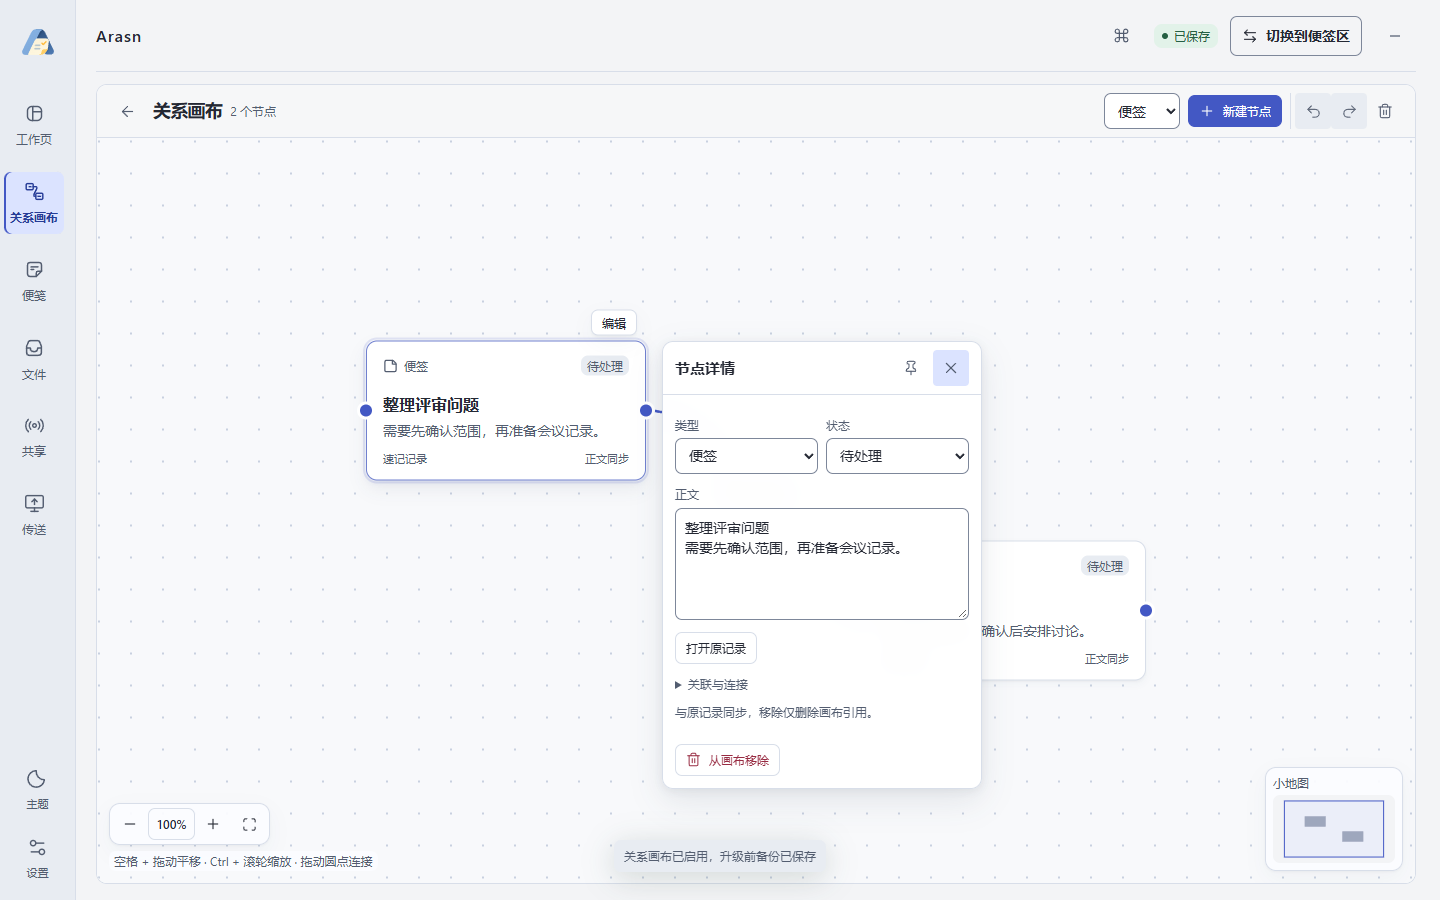 Arasn
已保存
切换到便签区
工作页
关系画布
便笺
文件
共享
传送
主题
设置
关系画布
2 个节点
便签
新建节点
编辑
便签
待处理
整理评审问题
需要先确认范围，再准备会议记录。
速记记录
正文同步
节点详情
类型
状态
便签
待处理
正文
整理评审问题
需要先确认范围，再准备会议记录。
打开原记录
关联与连接
与原记录同步，移除仅删除画布引用。
从画布移除
待处理
确认后安排讨论。
正文同步
100%
空格 + 拖动平移 · Ctrl + 滚轮缩放 · 拖动圆点连接
关系画布已启用，升级前备份已保存
小地图